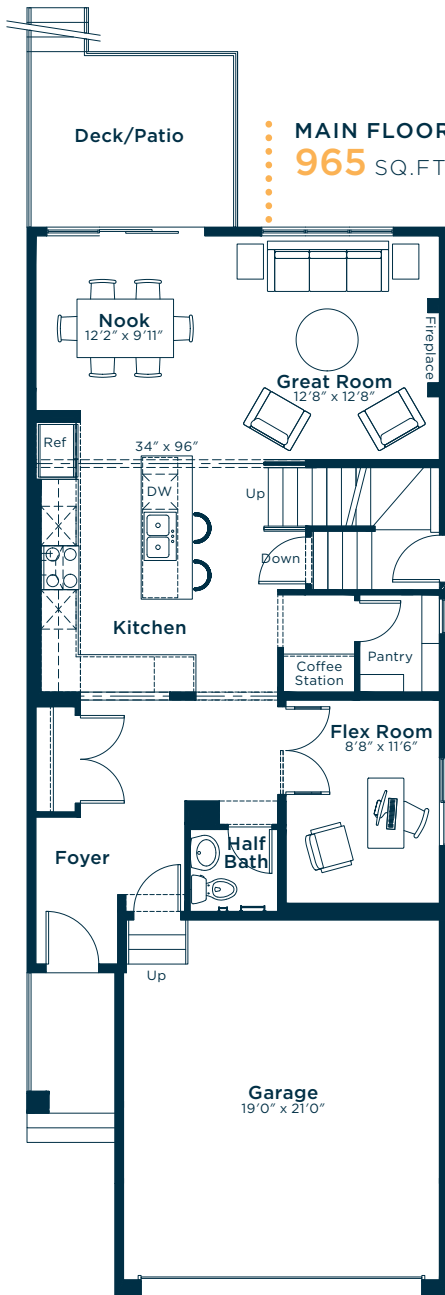 Deck/Patio
MAIN FLOOR
965 SQ.FT
Nook
12'2" x 9'11"
Great Room
12'8" x 12'8"
Fireplace
Ref
34" x 96"
DW
Up
Down
Kitchen
Coffee
Station
Pantry
Flex Room
8'8" x 11'6"
Foyer
Half
Bath
Up
Garage
19'0" x 21'0"